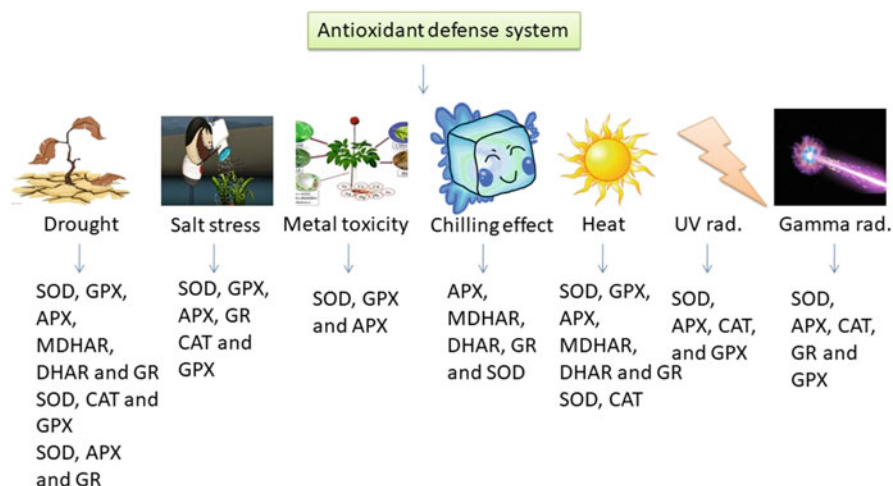 Antioxidant defense system
Drought
Salt stress
Metal toxicity
Chilling effect
Heat
UV rad.
Gamma rad.
SOD, GPX,
APX,
MDHAR,
DHAR and GR
SOD, CAT and
GPX
SOD, APX
and GR
SOD, GPX,
APX, GR
CAT and
GPX
SOD, GPX
and APX
APX,
MDHAR,
DHAR, GR
and SOD
SOD, GPX,
APX,
MDHAR,
DHAR and GR
SOD, CAT
SOD,
APX, CAT,
and GPX
SOD,
APX, CAT,
GR and
GPX